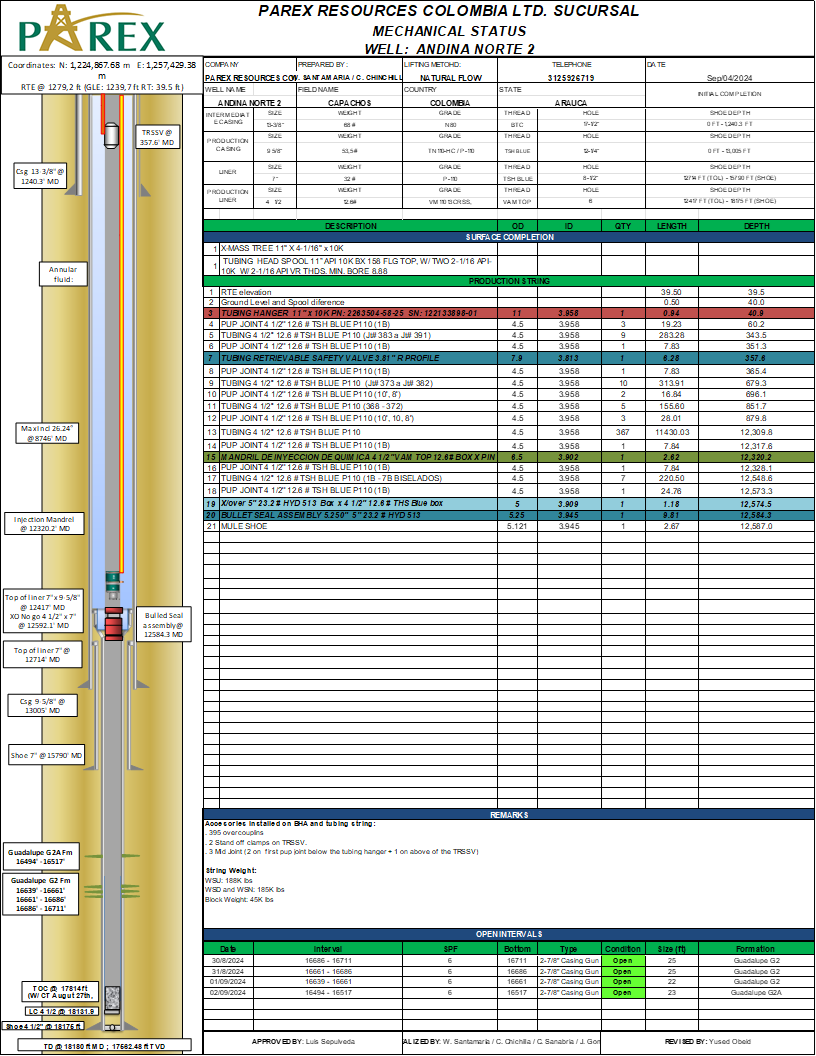 PAREX
PAREX RESOURCES COLOMBIA LTD. SUCURSAL
MECHANICAL STATUS
WELL: ANDINA NORTE 2
Coordinates: N: 1,224,867.68 m E: 1,257,429.38 m
RTE @ 1279,2 ft (GLE: 1239,7 ft RT: 39.5 ft)
COMPANY PREPARED BY: LIFTING METOHD: TELEPHONE DATE
PAREX RESOURCES COV W. SANTAMARIA / C. CHINCHILL NATURAL FLOW 3125926719 Sep/04/2024
WELL NAME FIELD NAME COUNTRY STATE INITIAL COMPLETION
ANDINA NORTE 2 CAPACHOS COLOMBIA ARAUCA
INTERMEDIATE CASING SIZE WEIGHT GRADE THREAD HOLE SHOE DEPTH
13-3/8" 68 # N80 BTC 17-1/2" 0 FT - 1,240.3 FT
PRODUCTION CASING SIZE WEIGHT GRADE THREAD HOLE SHOE DEPTH
9 5/8" 53,5# TN 110-HC / P-110 TSH BLUE 12-1/4" 0 FT - 13,005 FT
LINER SIZE WEIGHT GRADE THREAD HOLE SHOE DEPTH
7" 32 # P-110 TSH BLUE 8-1/2" 12714 FT (TOL) - 15790 FT (SHOE)
PRODUCTION LINER SIZE WEIGHT GRADE THREAD HOLE SHOE DEPTH
4 1/2 12.6# VM 110 13CRSS, VAM TOP 6 12417 FT (TOL) - 18175 FT (SHOE)
DESCRIPTION OD ID QTY LENGTH DEPTH
SURFACE COMPLETION
1 X-MASS TREE 11" X 4-1/16" x 10K
1 TUBING HEAD SPOOL 11" API 10K BX 158 FLG TOP, W/ TWO 2-1/16 API-10K W/ 2-1/16 API VR THDS. MIN. BORE 8.88
PRODUCTION STRING
1 RTE elevation 39.50 39.5
2 Ground Level and Spool diference 0.50 40.0
3 TUBING HANGER 11" x 10K PN: 2263504-58-25 SN: 122133898-01 11 3.958 1 0.94 40.9
4 PUP JOINT 4 1/2" 12.6 # TSH BLUE P110 (1B) 4.5 3.958 3 19.23 60.2
5 TUBING 4 1/2" 12.6 # TSH BLUE P110 (Jt# 383 a Jt# 391) 4.5 3.958 9 283.28 343.5
6 PUP JOINT 4 1/2" 12.6 # TSH BLUE P110 (1B) 4.5 3.958 1 7.83 351.3
7 TUBING RETRIEVABLE SAFETY VALVE 3.81" R PROFILE 7.9 3.813 1 6.28 357.6
8 PUP JOINT 4 1/2" 12.6 # TSH BLUE P110 (1B) 4.5 3.958 1 7.83 365.4
9 TUBING 4 1/2" 12.6 # TSH BLUE P110 (Jt# 373 a Jt# 382) 4.5 3.958 10 313.91 679.3
10 PUP JOINT 4 1/2" 12.6 # TSH BLUE P110 (10', 8') 4.5 3.958 2 16.84 696.1
11 TUBING 4 1/2" 12.6 # TSH BLUE P110 (368 - 372) 4.5 3.958 5 155.60 851.7
12 PUP JOINT 4 1/2" 12.6 # TSH BLUE P110 (10', 10, 8') 4.5 3.958 3 28.01 879.8
13 TUBING 4 1/2" 12.6 # TSH BLUE P110 4.5 3.958 367 11430.03 12,309.8
14 PUP JOINT 4 1/2" 12.6 # TSH BLUE P110 (1B) 4.5 3.958 1 7.84 12,317.6
15 MANDRIL DE INYECCION DE QUIMICA 4 1/2" VAM TOP 12.6# BOX X PIN 6.5 3.902 1 2.62 12,320.2
16 PUP JOINT 4 1/2" 12.6 # TSH BLUE P110 (1B) 4.5 3.958 1 7.84 12,328.1
17 TUBING 4 1/2" 12.6 # TSH BLUE P110 (1B - 7B BISELADOS) 4.5 3.958 7 220.50 12,548.6
18 PUP JOINT 4 1/2" 12.6 # TSH BLUE P110 (1B) 4.5 3.958 1 24.76 12,573.3
19 X/over 5" 23.2 # HYD 513 Box x 4 1/2" 12.6 # THS Blue box 5 3.909 1 1.18 12,574.5
20 BULLET SEAL ASSEMBLY 5.250" 5" 23.2 # HYD 513 5.25 3.945 1 9.81 12,584.3
21 MULE SHOE 5.121 3.945 1 2.67 12,587.0
TRSSV @ 357.6' MD
Csg 13-3/8" @ 1240.3' MD
Annular fluid:
Max Incl 26.24° @ 8746' MD
Injection Mandrel @ 12320.2' MD
Top of liner 7" x 9-5/8" @ 12417' MD
XO No go 4 1/2" x 7" @ 12592.1' MD
Bulled Seal assembly @ 12584.3 MD
Top of liner 7" @ 12714' MD
Csg 9-5/8" @ 13005' MD
Shoe 7" @ 15790' MD
Guadalupe G2A Fm
16494' - 16517'
Guadalupe G2 Fm
16639' - 16661'
16661' - 16686'
16686' - 16711'
TOC @ 17814 ft
(W/ CT Augut 27th,
LC 4 1/2 @ 18131.9
Shoe 4 1/2" @ 18175 ft
TD @ 18180 ft MD ; 17562.48 ft TVD
REMARKS
Accesories installed on BHA and tubing string:
. 395 overcouplins
. 2 Stand off clamps on TRSSV.
. 3 Mid Joint (2 on first pup joint below the tubing hanger + 1 on above of the TRSSV)
String Weight:
WSU: 188K lbs
WSD and WSN: 185K lbs
Block Weight: 45K lbs
OPEN INTERVALS
Date Interval SPF Bottom Type Condition Size (ft) Formation
30/8/2024 16686 - 16711 6 16711 2-7/8" Casing Gun Open 25 Guadalupe G2
31/8/2024 16661 - 16686 6 16686 2-7/8" Casing Gun Open 25 Guadalupe G2
01/09/2024 16639 - 16661 6 16661 2-7/8" Casing Gun Open 22 Guadalupe G2
02/09/2024 16494 - 16517 6 16517 2-7/8" Casing Gun Open 23 Guadalupe G2A
APPROVED BY: Luis Sepulveda ALIZED BY: W. Santamaria / C. Chichilla / C. Sanabria / J. Gon REVISED BY: Yused Obeid